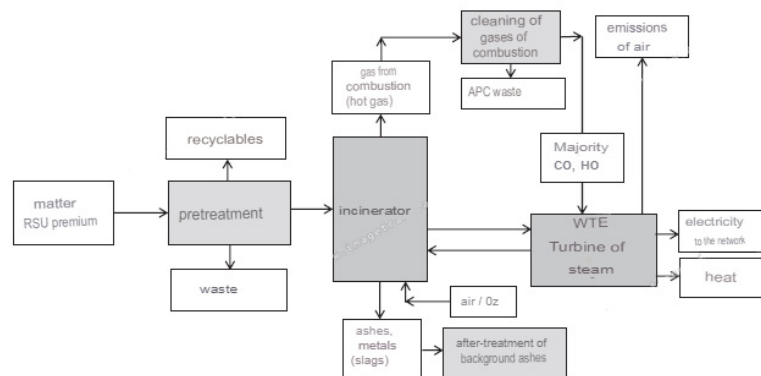 cleaning of
gases of
combustion
emissions
of air
gas from
combustion
(hot gas)
APC waste
recyclables
Majority
CO, HO
matter
RSU premium
pretreatment
incinerator
WTE
Turbine of
steam
electricity
to the network
heat
waste
air / 0z
ashes,
metals
(slags)
after-treatment of
background ashes